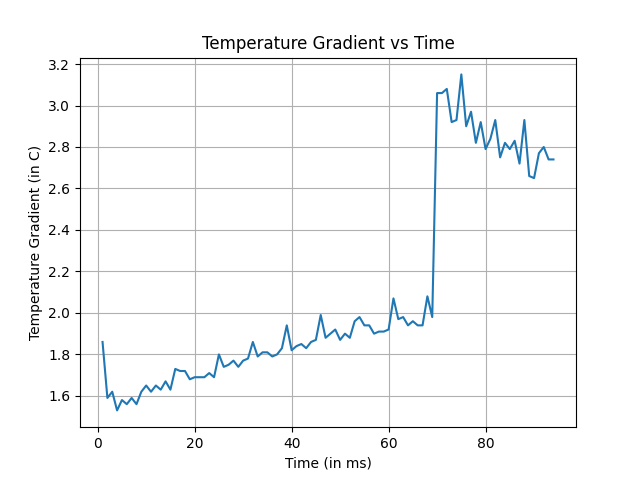 Temperature Gradient vs Time
3.2
3.0
2.8
2.6
2.4
2.2
2.0
1.8
1.6
Temperature Gradient (in C)
0 20 40 60 80
Time (in ms)